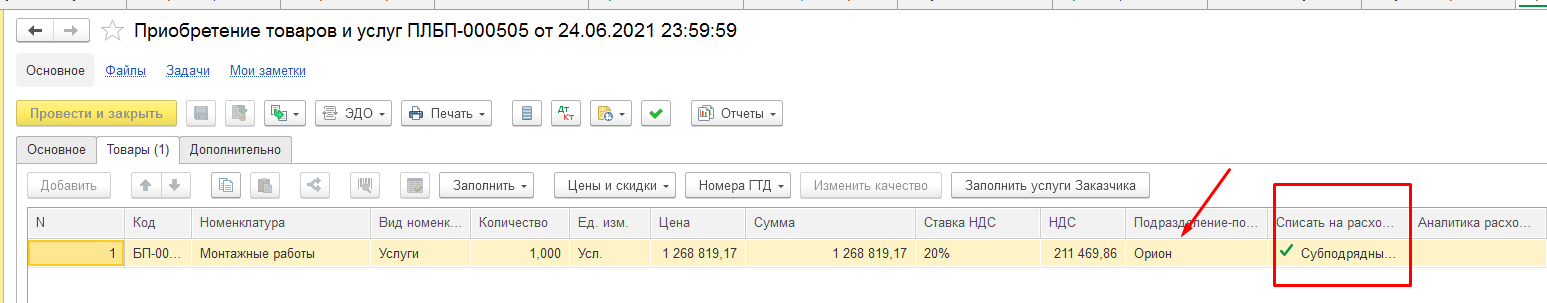 Приобретение товаров и услуг ПЛБП-000505 от 24.06.2021 23:59:59
Основное Файлы Задачи Мои заметки
Провести и закрыть ЭДО Дт Кт Печать Отчеты
Основное Товары (1) Дополнительно
Добавить Заполнить Цены и скидки Номера ГТД Изменить качество Заполнить услуги Заказчика
N Код Номенклатура Вид номенк... Количество Ед. изм. Цена Сумма Ставка НДС НДС Подразделение-по... Списать на расхо... Аналитика расхо...
1 БП-00... Монтажные работы Услуги 1,000 Усл. 1 268 819,17 1 268 819,17 20% 211 469,86 Орион Субподрядны...